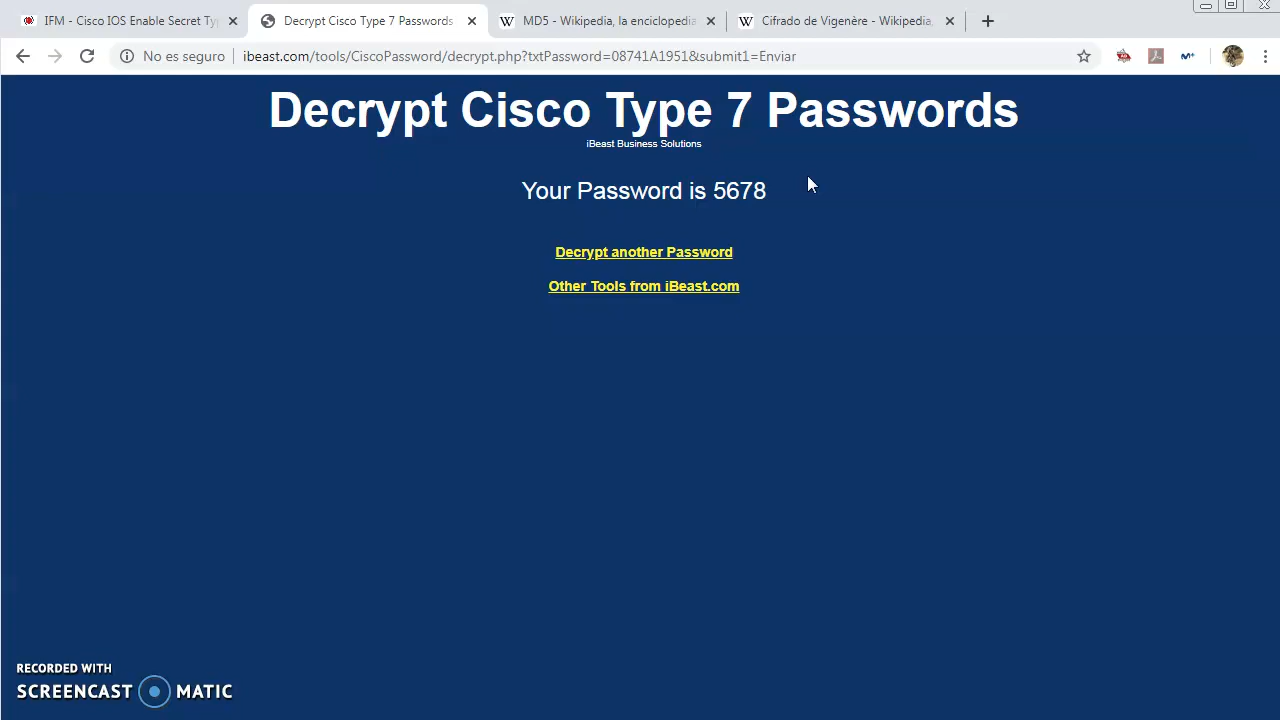 IFM - Cisco IOS Enable Secret Ty
Decrypt Cisco Type 7 Passwords
MD5 - Wikipedia, la enciclopedia
Cifrado de Vigenère - Wikipedia,
No es seguro
ibeast.com/tools/CiscoPassword/decrypt.php?txtPassword=08741A1951&submit1=Enviar
Decrypt Cisco Type 7 Passwords
iBeast Business Solutions
Your Password is 5678
Decrypt another Password
Other Tools from iBeast.com
RECORDED WITH
SCREENCAST MATIC